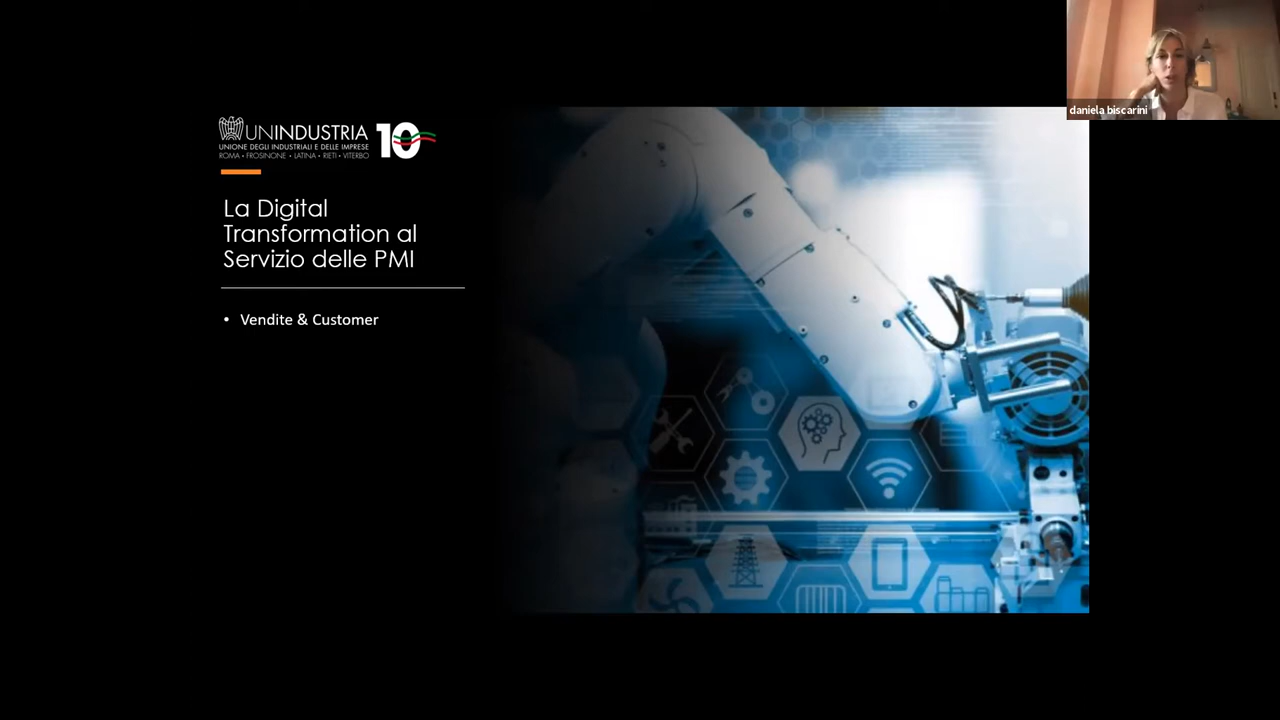 UNINDUSTRIA 10
UNIONE DEGLI INDUSTRIALI E DELLE IMPRESE
ROMA • FROSINONE • LATINA • RIETI • VITERBO
La Digital
Transformation al
Servizio delle PMI
• Vendite & Customer
daniela biscarini